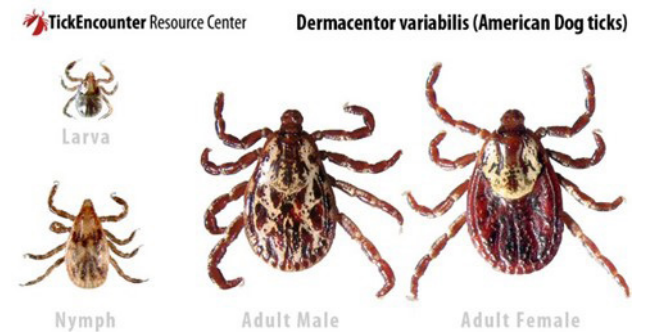 TickEncounter Resource Center
Dermacentor variabilis (American Dog ticks)
Larva
Nymph
Adult Male
Adult Female